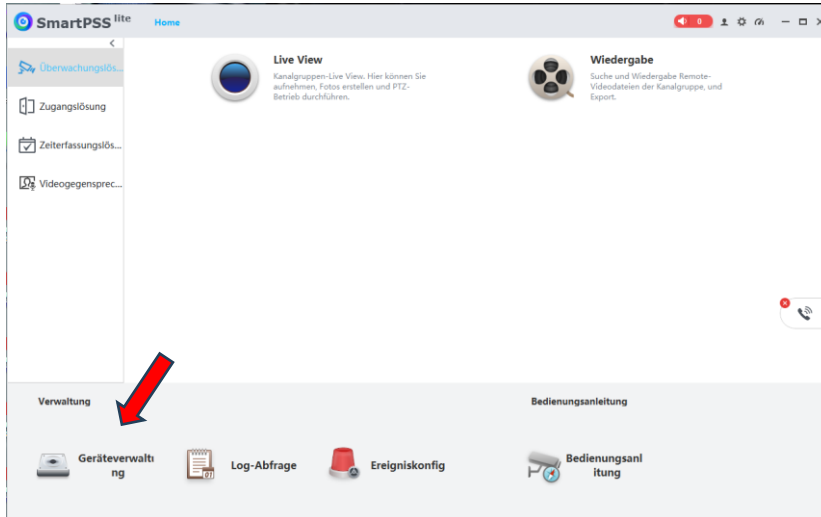 SmartPSS lite Home 0
Überwachungslös...
Zugangslösung
Zeiterfassungslös...
Videogegensprec...
Live View
Kanalgruppen-Live View. Hier können Sie
aufnehmen, Fotos erstellen und PTZ-
Betrieb durchführen.
Wiedergabe
Suche und Wiedergabe Remote-
Videodateien der Kanalgruppe, und
Export.
Verwaltung
Geräteverwaltu
ng
Log-Abfrage
Ereigniskonfig
Bedienungsanleitung
Bedienungsanl
itung